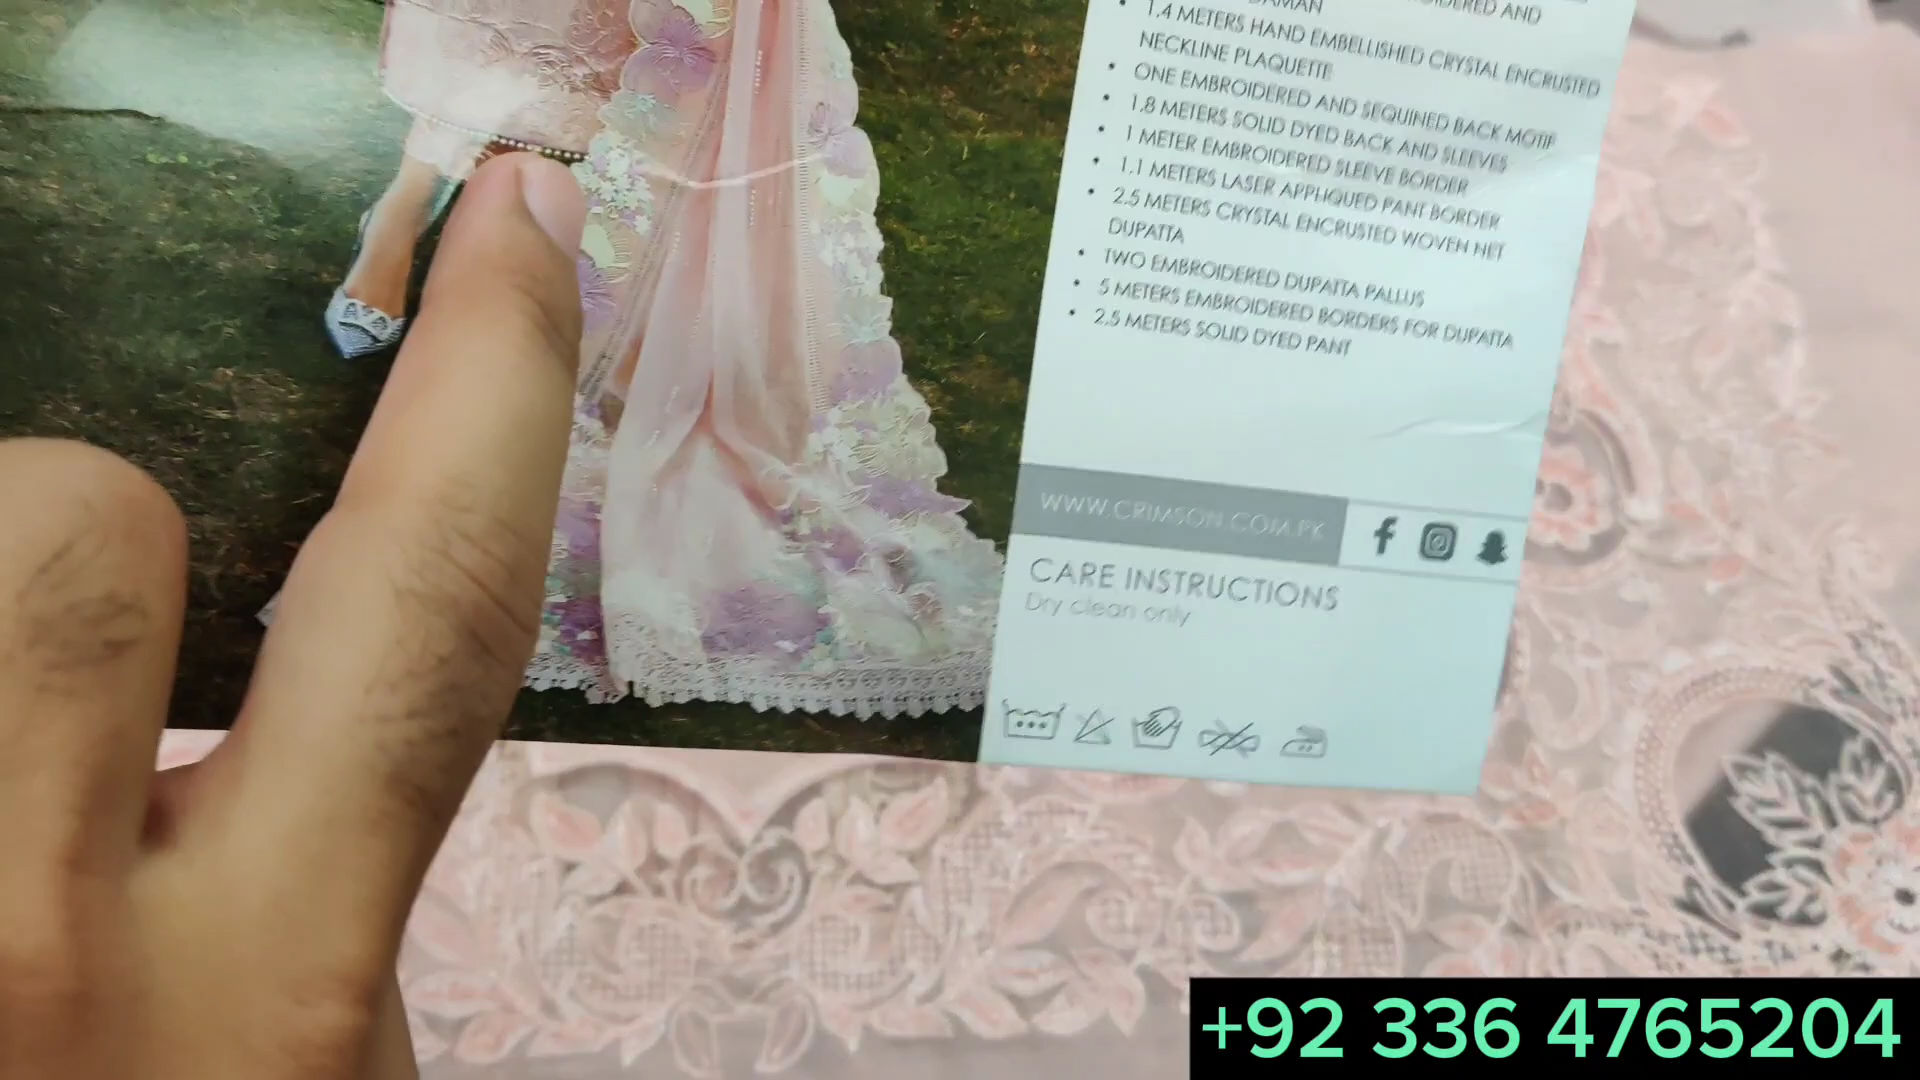 DAMAN
• 1.4 METERS HAND EMBELLISHED CRYSTAL ENCRUSTED
NECKLINE PLAQUETTE
• ONE EMBROIDERED AND SEQUINED BACK MOTIF
• 1.8 METERS SOLID DYED BACK AND SLEEVES
• 1 METER EMBROIDERED SLEEVE BORDER
• 1.1 METERS LASER APPLIQUED PANT BORDER
• 2.5 METERS CRYSTAL ENCRUSTED WOVEN NET
DUPATTA
• TWO EMBROIDERED DUPATTA PALLUS
• 5 METERS EMBROIDERED BORDERS FOR DUPATTA
• 2.5 METERS SOLID DYED PANT
WWW.CRIMSON.COM.PK
CARE INSTRUCTIONS
Dry clean only
+92 336 4765204